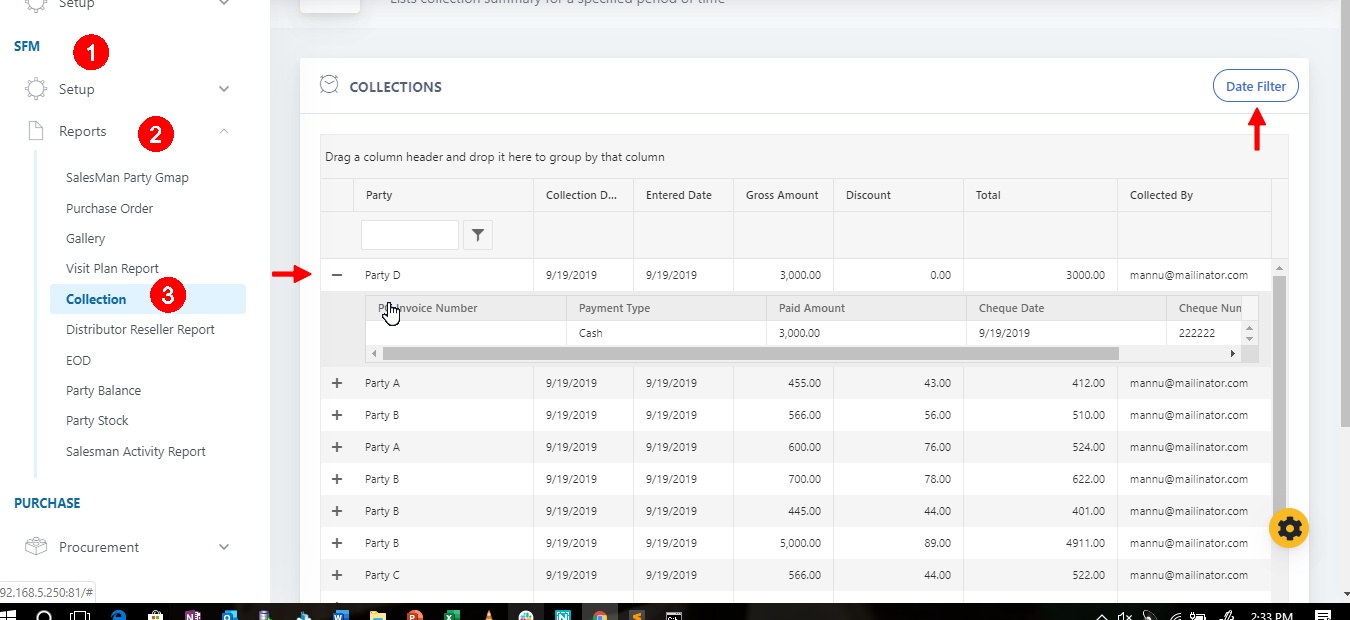 Setup
Lists collection summary for a specified period of time
SFM
1
Setup
Reports
2
SalesMan Party Gmap
Purchase Order
Gallery
Visit Plan Report
Collection
3
Distributor Reseller Report
EOD
Party Balance
Party Stock
Salesman Activity Report
PURCHASE
Procurement
92.168.5.250:81/#
COLLECTIONS
Date Filter
Drag a column header and drop it here to group by that column
Party Collection D... Entered Date Gross Amount Discount Total Collected By
Party D 9/19/2019 9/19/2019 3,000.00 0.00 3000.00 mannu@mailinator.com
Invoice Number Payment Type Paid Amount Cheque Date Cheque Num
Cash 3,000.00 9/19/2019 222222
Party A 9/19/2019 9/19/2019 455.00 43.00 412.00 mannu@mailinator.com
Party B 9/19/2019 9/19/2019 566.00 56.00 510.00 mannu@mailinator.com
Party A 9/19/2019 9/19/2019 600.00 76.00 524.00 mannu@mailinator.com
Party B 9/19/2019 9/19/2019 700.00 78.00 622.00 mannu@mailinator.com
Party B 9/19/2019 9/19/2019 445.00 44.00 401.00 mannu@mailinator.com
Party B 9/19/2019 9/19/2019 5,000.00 89.00 4911.00 mannu@mailinator.com
Party C 9/19/2019 9/19/2019 566.00 44.00 522.00 mannu@mailinator.com
2:33 PM